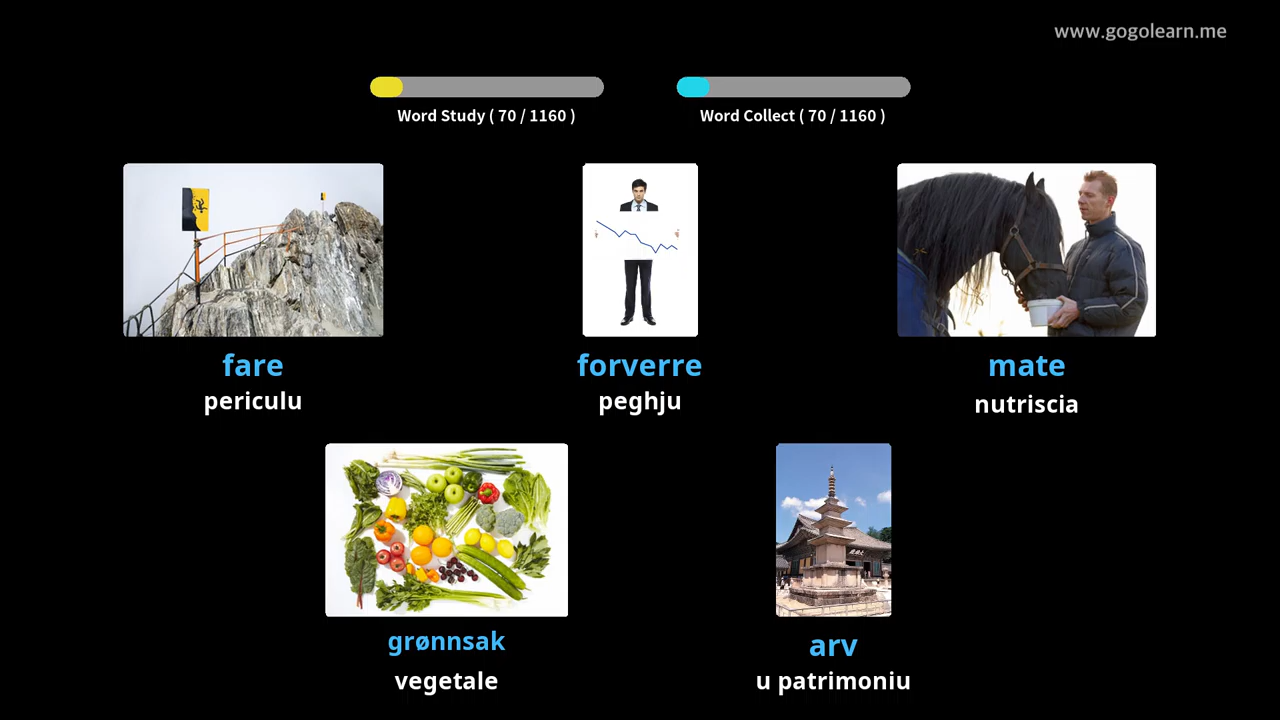 www.gogolearn.me
Word Study ( 70 / 1160 )
Word Collect ( 70 / 1160 )
fare
forverre
mate
periculu
peghju
nutriscia
grønnsak
arv
vegetale
u patrimoniu